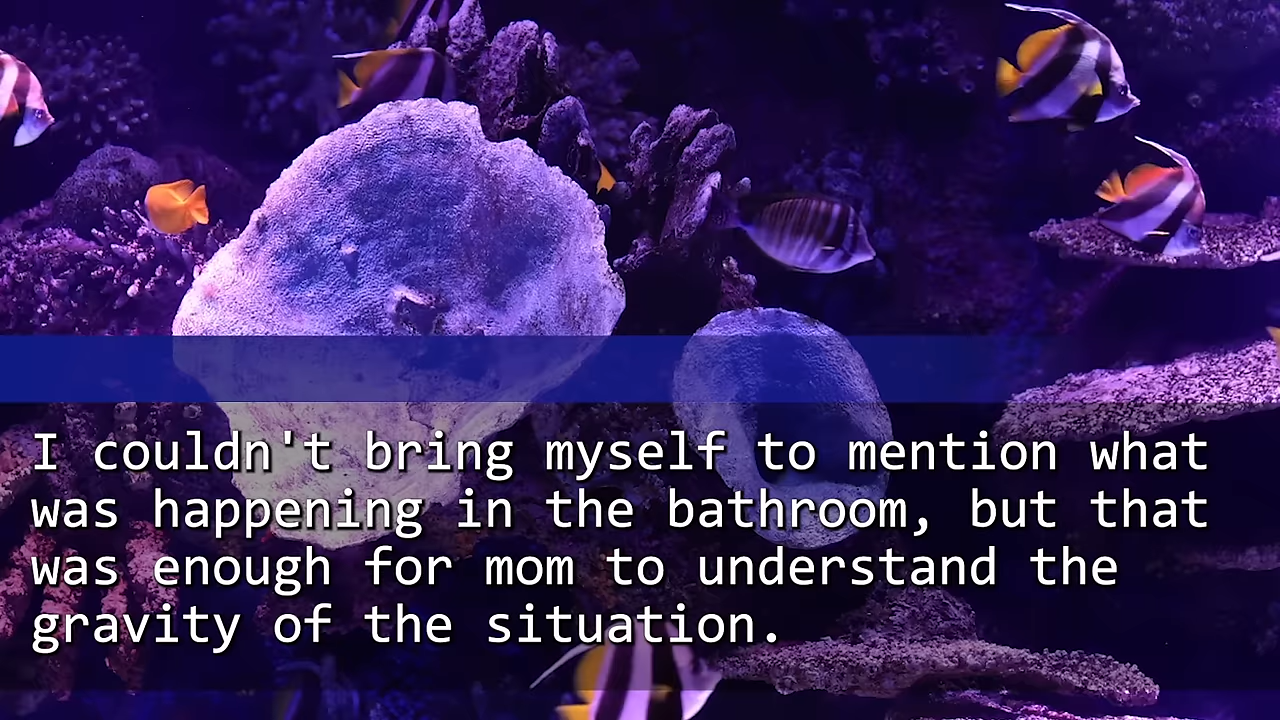 I couldn't bring myself to mention what
was happening in the bathroom, but that
was enough for mom to understand the
gravity of the situation.